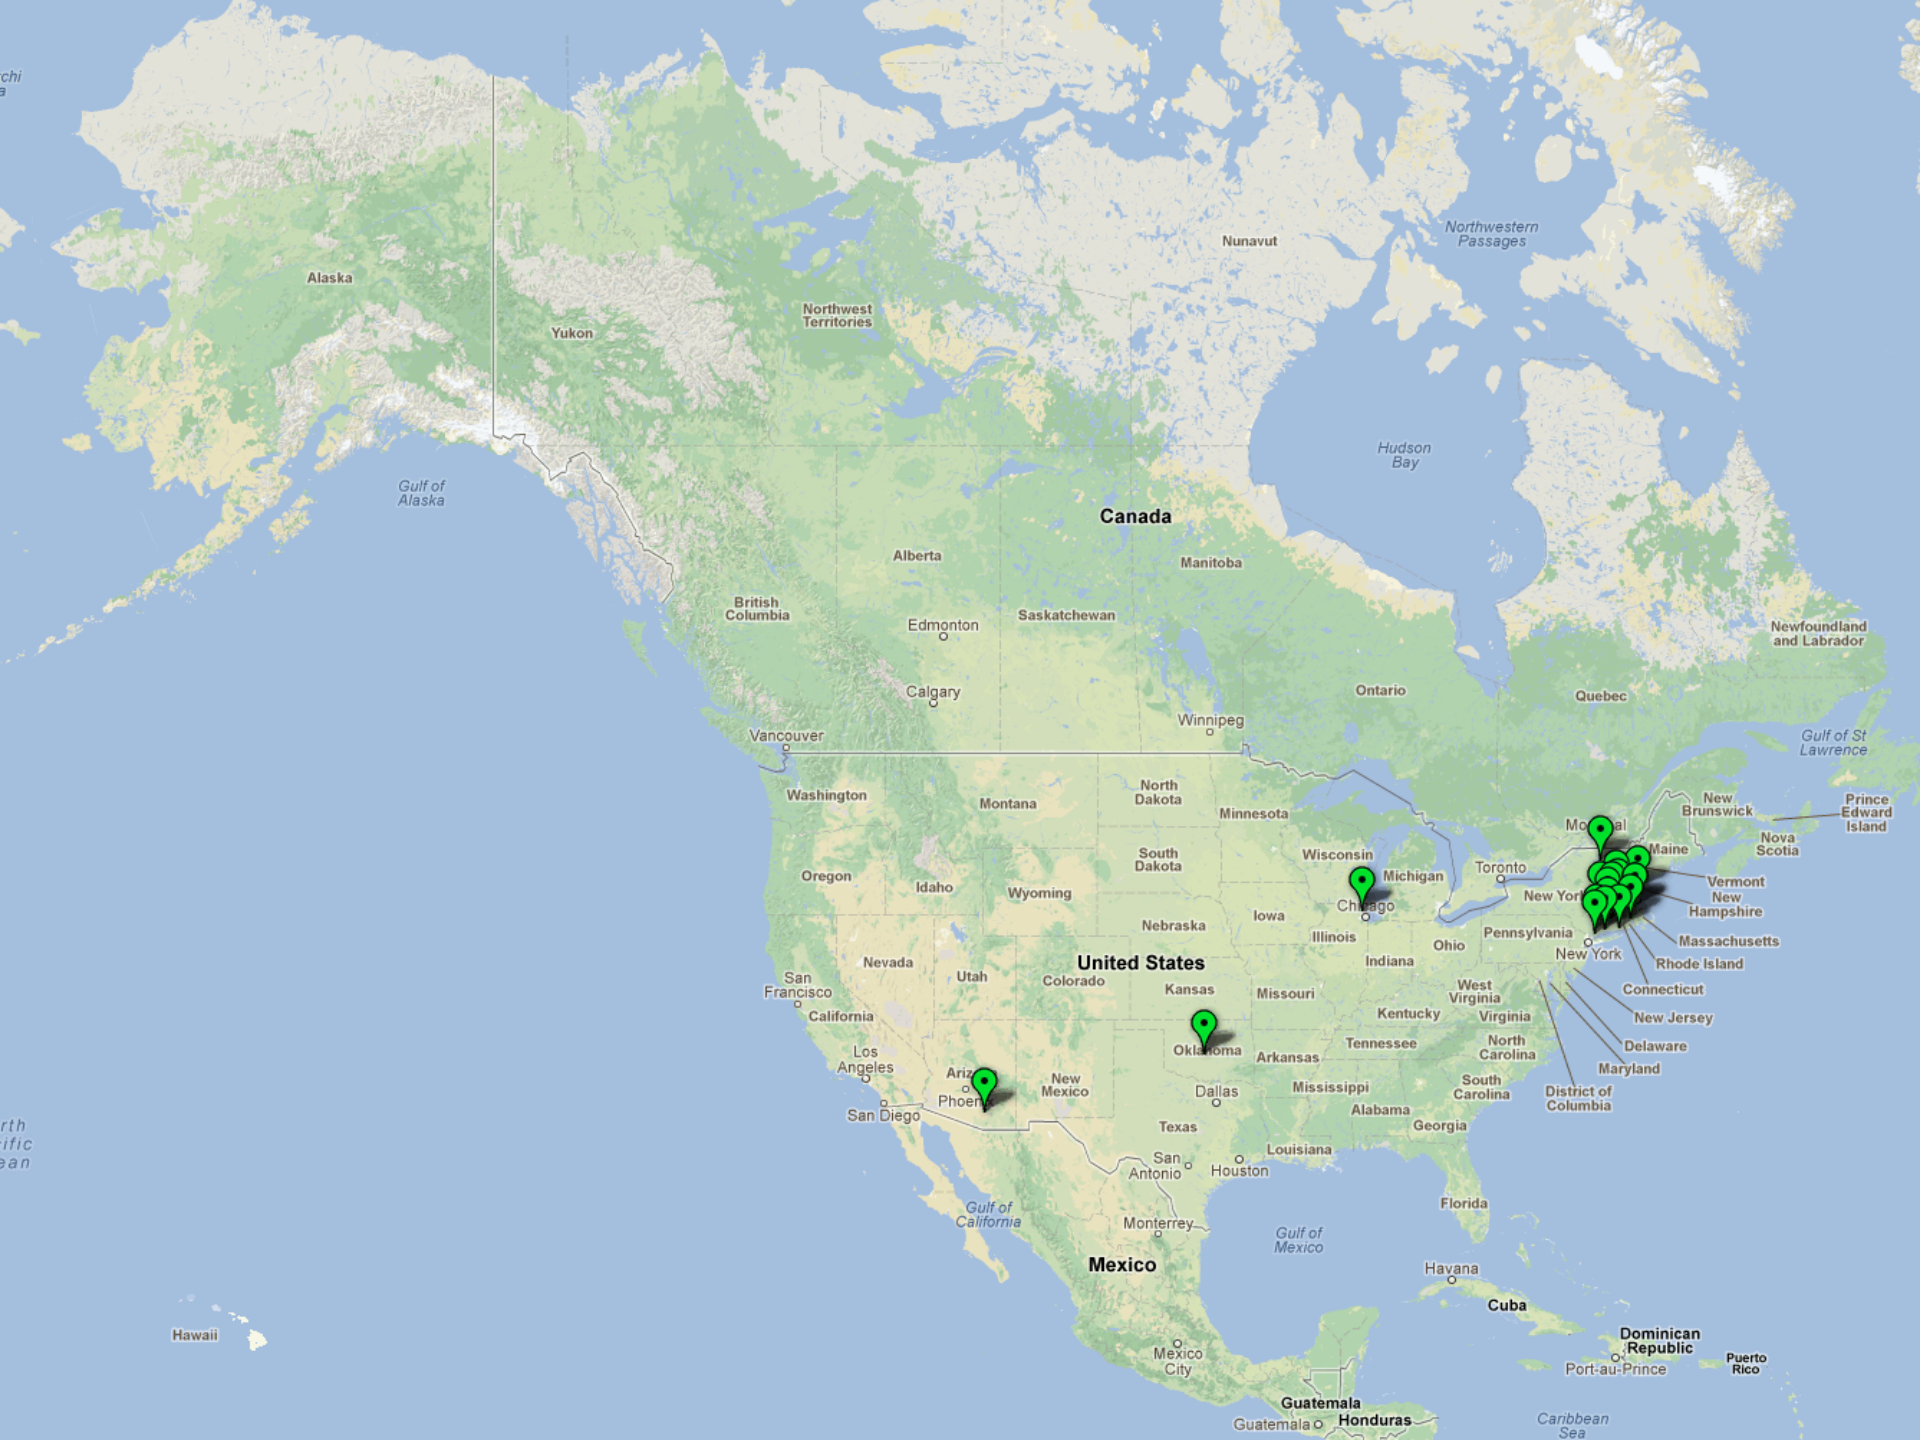 Nunavut
Northwestern
Passages
Alaska
Northwest
Territories
Yukon
Hudson
Bay
Gulf of
Alaska
Canada
Alberta
Manitoba
British
Columbia
Saskatchewan
Edmonton
Newfoundland
and Labrador
Calgary
Ontario
Quebec
Winnipeg
Vancouver
Gulf of St
Lawrence
Washington
Montana
North
Dakota
Minnesota
New
Brunswick
Prince
Edward
Island
Nova
Scotia
Maine
Wisconsin
South
Dakota
Oregon
Idaho
Wyoming
Michigan
Toronto
Vermont
New York
New
Hampshire
Chicago
Iowa
Nebraska
Illinois
Pennsylvania
Ohio
Massachusetts
New York
Rhode Island
Nevada
United States
Utah
Colorado
Indiana
Kansas
Missouri
West
Virginia
Connecticut
San
Francisco
California
Kentucky
Virginia
New Jersey
Oklahoma
Arkansas
Tennessee
North
Carolina
Delaware
Los
Angeles
Maryland
New
Mexico
Phoenix
Dallas
Mississippi
South
Carolina
District of
Columbia
San Diego
Alabama
Georgia
Texas
Louisiana
San
Antonio
Houston
Gulf of
California
Florida
Monterrey
Gulf of
Mexico
Mexico
Havana
Cuba
Hawaii
Dominican
Republic
Port-au-Prince
Puerto
Rico
Mexico
City
Guatemala
Guatemala
Honduras
Caribbean
Sea